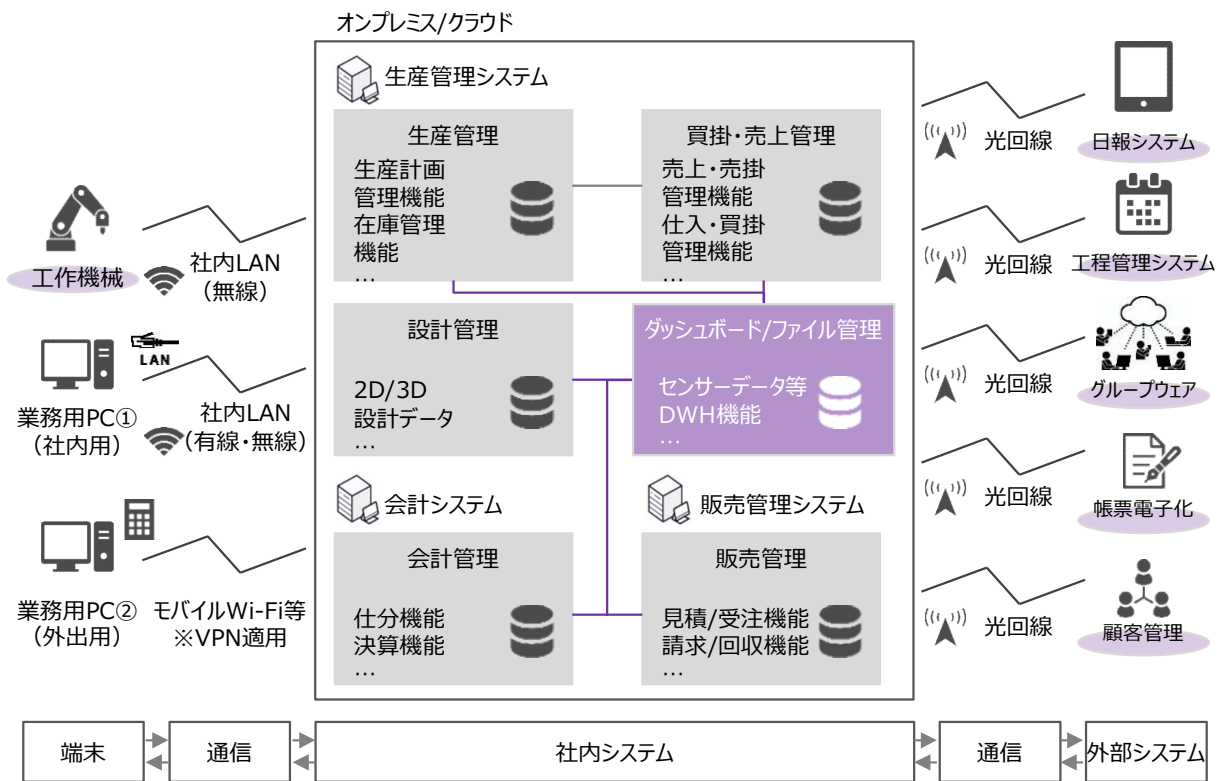 オンプレミス/クラウド
生産管理システム
生産管理
生産計画
管理機能
在庫管理
機能
…
買掛・売上管理
売上・売掛
管理機能
仕入・買掛
管理機能
…
設計管理
2D/3D
設計データ
…
ダッシュボード/ファイル管理
センサーデータ等
DWH機能
…
会計システム
会計管理
仕分機能
決算機能
…
販売管理システム
販売管理
見積/受注機能
請求/回収機能
…
工作機械
社内LAN
（無線）
LAN
業務用PC①
（社内用）
社内LAN
（有線・無線）
業務用PC②
（外出用）
モバイルWi-Fi等
※VPN適用
光回線
日報システム
光回線
工程管理システム
光回線
グループウェア
光回線
帳票電子化
光回線
顧客管理
端末
通信
社内システム
通信
外部システム